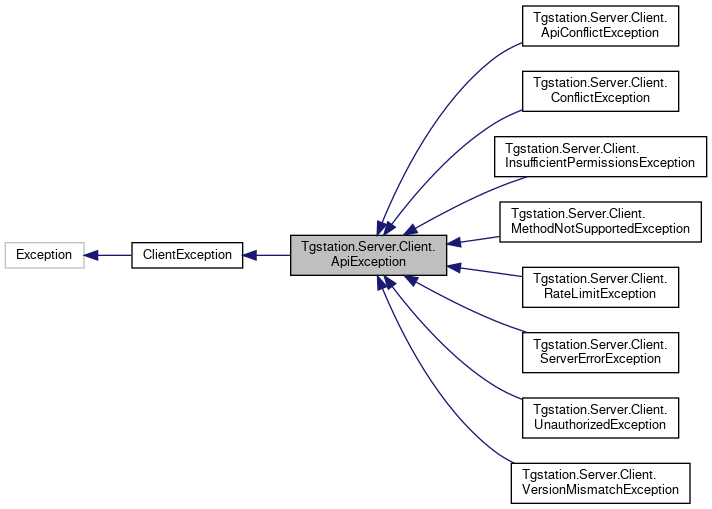 Exception
ClientException
Tgstation.Server.Client.
ApiException
Tgstation.Server.Client.
ApiConflictException
Tgstation.Server.Client.
ConflictException
Tgstation.Server.Client.
InsufficientPermissionsException
Tgstation.Server.Client.
MethodNotSupportedException
Tgstation.Server.Client.
RateLimitException
Tgstation.Server.Client.
ServerErrorException
Tgstation.Server.Client.
UnauthorizedException
Tgstation.Server.Client.
VersionMismatchException